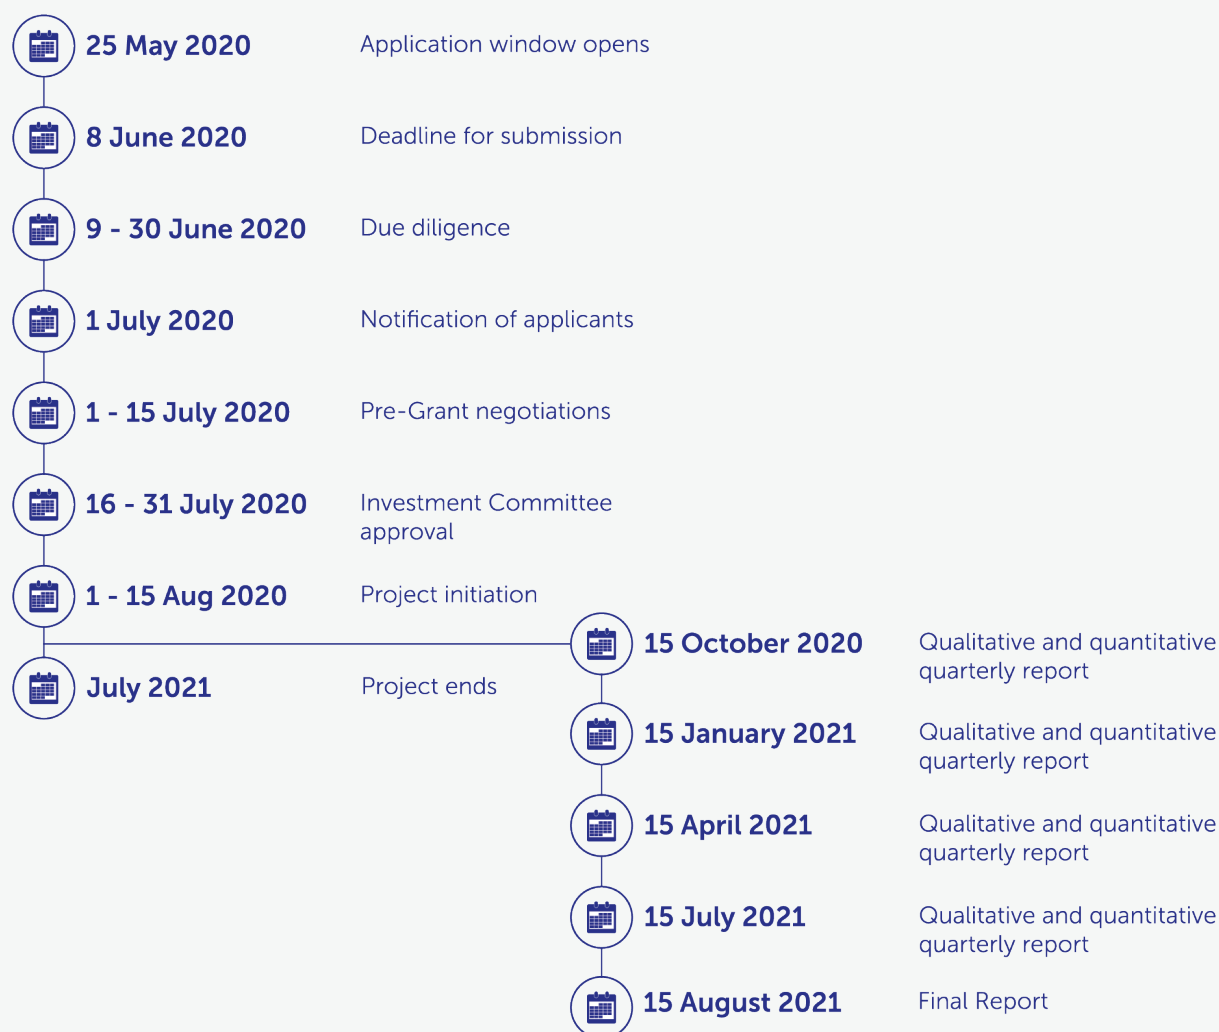 25 May 2020 Application window opens
8 June 2020 Deadline for submission
9 - 30 June 2020 Due diligence
1 July 2020 Notification of applicants
1 - 15 July 2020 Pre-Grant negotiations
16 - 31 July 2020 Investment Committee
approval
1 - 15 Aug 2020 Project initiation
July 2021 Project ends
15 October 2020 Qualitative and quantitative
quarterly report
15 January 2021 Qualitative and quantitative
quarterly report
15 April 2021 Qualitative and quantitative
quarterly report
15 July 2021 Qualitative and quantitative
quarterly report
15 August 2021 Final Report